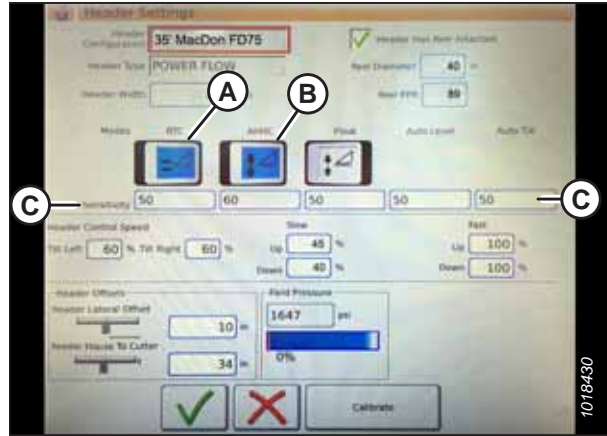 Header Settings
Header Configuration 35' MacDon FD75 Header Has Reel Attached
Header Type POWER FLOW Reel Diameter 40 in
Header Width Reel PPR 89
A B
Modes RTC AHHC Float Auto Level Auto Tilt
C Sensitivity 50 60 50 50 50 C
Header Control Speed Slow Fast
Tilt Left 60 % Tilt Right 60 % Up 45 % Up 100 %
Down 40 % Down 100 %
Header Offsets Field Pressure
Header Lateral Offset 1647 psi
10 in
Feeder House To Cutter 0%
34 in
Calibrate
1018430